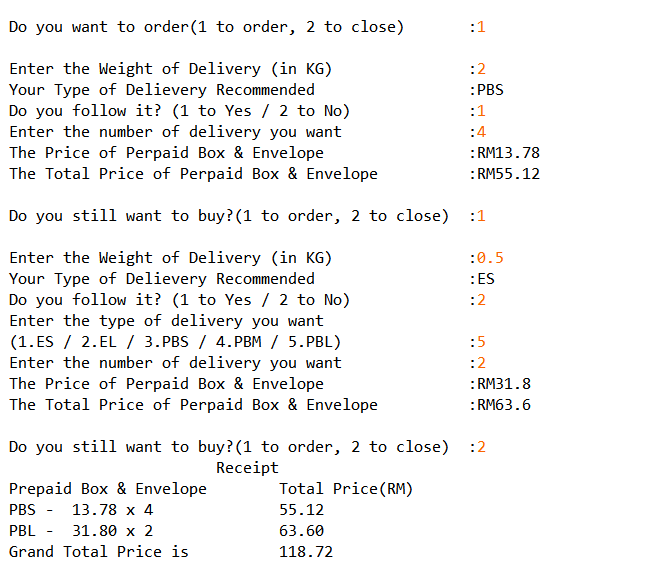 Do you want to order(1 to order, 2 to close) :1
Enter the Weight of Delivery (in KG) :2
Your Type of Delievery Recommended :PBS
Do you follow it? (1 to Yes / 2 to No) :1
Enter the number of delivery you want :4
The Price of Perpaid Box & Envelope :RM13.78
The Total Price of Perpaid Box & Envelope :RM55.12
Do you still want to buy?(1 to order, 2 to close) :1
Enter the Weight of Delivery (in KG) :0.5
Your Type of Delievery Recommended :ES
Do you follow it? (1 to Yes / 2 to No) :2
Enter the type of delivery you want
(1.ES / 2.EL / 3.PBS / 4.PBM / 5.PBL) :5
Enter the number of delivery you want :2
The Price of Perpaid Box & Envelope :RM31.8
The Total Price of Perpaid Box & Envelope :RM63.6
Do you still want to buy?(1 to order, 2 to close) :2
Receipt
Prepaid Box & Envelope Total Price(RM)
PBS - 13.78 x 4 55.12
PBL - 31.80 x 2 63.60
Grand Total Price is 118.72